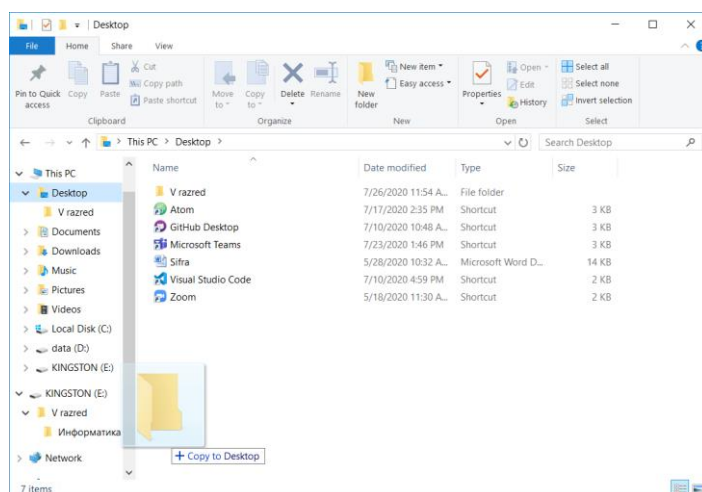 Desktop
File Home Share View
Pin to Quick access
Copy
Paste
Cut
Copy path
Paste shortcut
Clipboard
Move to
Copy to
Delete
Rename
Organize
New folder
New item
Easy access
New
Properties
Open
Edit
History
Open
Select all
Select none
Invert selection
Select
This PC > Desktop >
Search Desktop
Name Date modified Type Size
V razred 7/26/2020 11:54 A... File folder
Atom 7/17/2020 2:35 PM Shortcut 3 KB
GitHub Desktop 7/10/2020 10:48 A... Shortcut 3 KB
Microsoft Teams 7/23/2020 1:46 PM Shortcut 3 KB
Sifra 5/28/2020 10:32 A... Microsoft Word D... 14 KB
Visual Studio Code 7/10/2020 4:59 PM Shortcut 2 KB
Zoom 5/18/2020 11:30 A... Shortcut 2 KB
This PC
Desktop
V razred
Documents
Downloads
Music
Pictures
Videos
Local Disk (C:)
data (D:)
KINGSTON (E:)
KINGSTON (E:)
V razred
Информатика
Network
+ Copy to Desktop
7 items